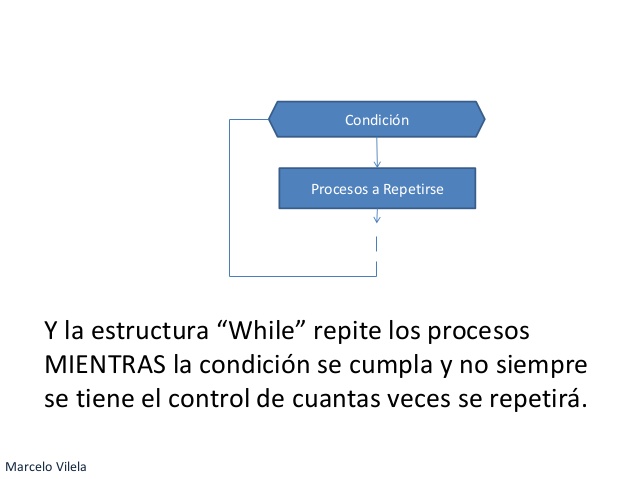 Condición
Procesos a Repetirse
Y la estructura “While” repite los procesos
MIENTRAS la condición se cumpla y no siempre
se tiene el control de cuantas veces se repetirá.
Marcelo Vilela